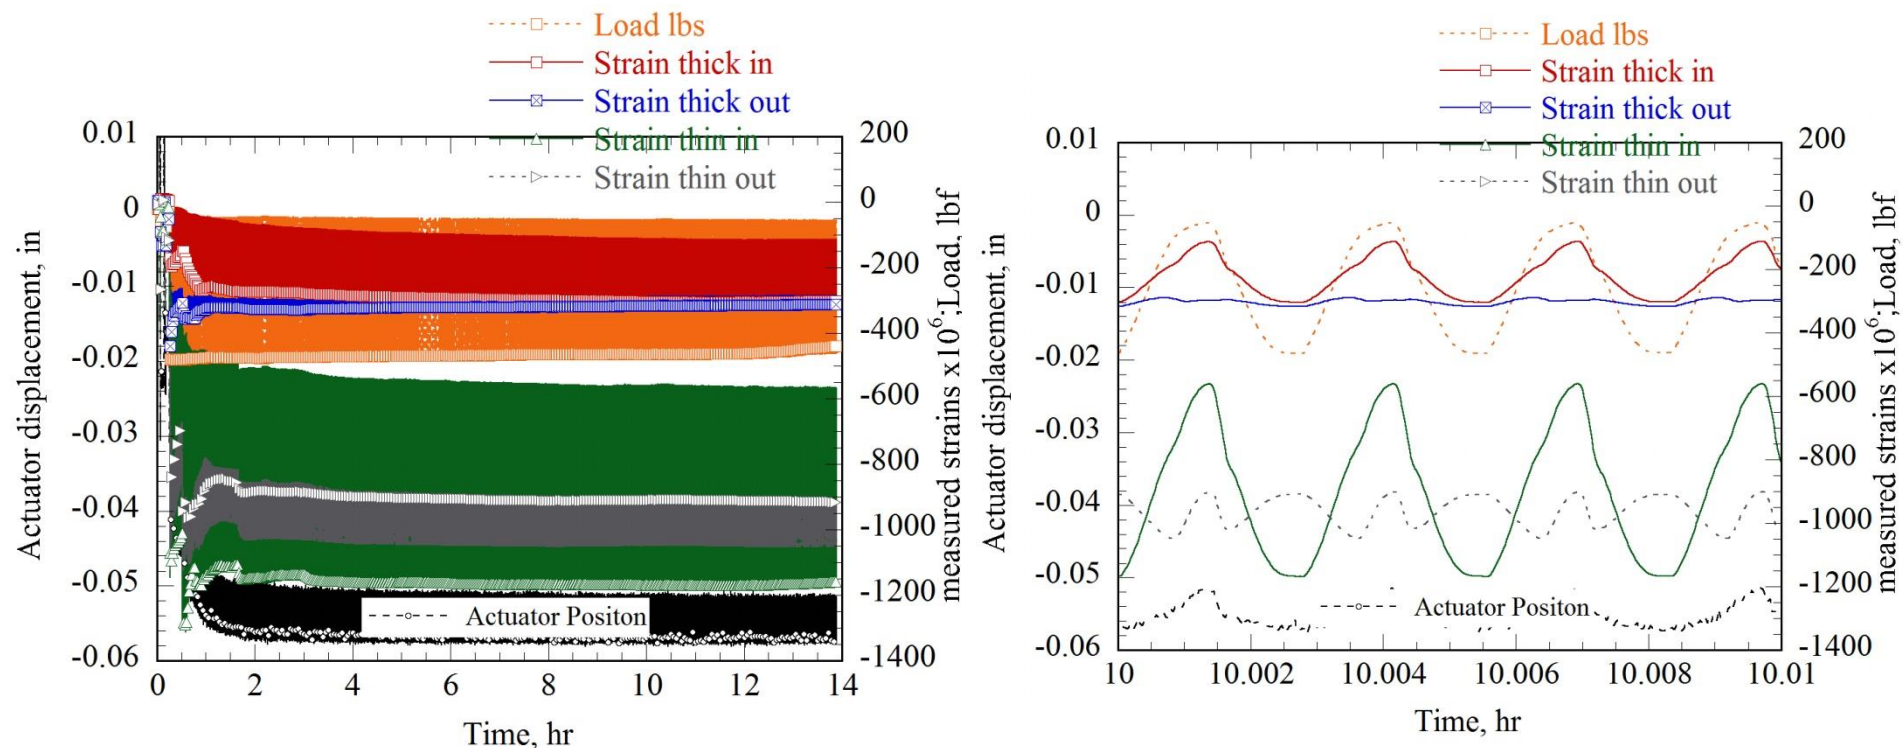 Load lbs
Strain thick in
Strain thick out
Strain thin in
Strain thin out
0.01
0
-0.01
-0.02
-0.03
-0.04
-0.05
-0.06
Actuator displacement, in
200
0
-200
-400
-600
-800
-1000
-1200
-1400
measured strains x10^6;Load, lbf
Actuator Positon
0
2
4
6
8
10
12
14
Time, hr
Load lbs
Strain thick in
Strain thick out
Strain thin in
Strain thin out
0.01
0
-0.01
-0.02
-0.03
-0.04
-0.05
-0.06
Actuator displacement, in
200
0
-200
-400
-600
-800
-1000
-1200
-1400
measured strains x10^6;Load, lbf
Actuator Positon
10
10.002
10.004
10.006
10.008
10.01
Time, hr